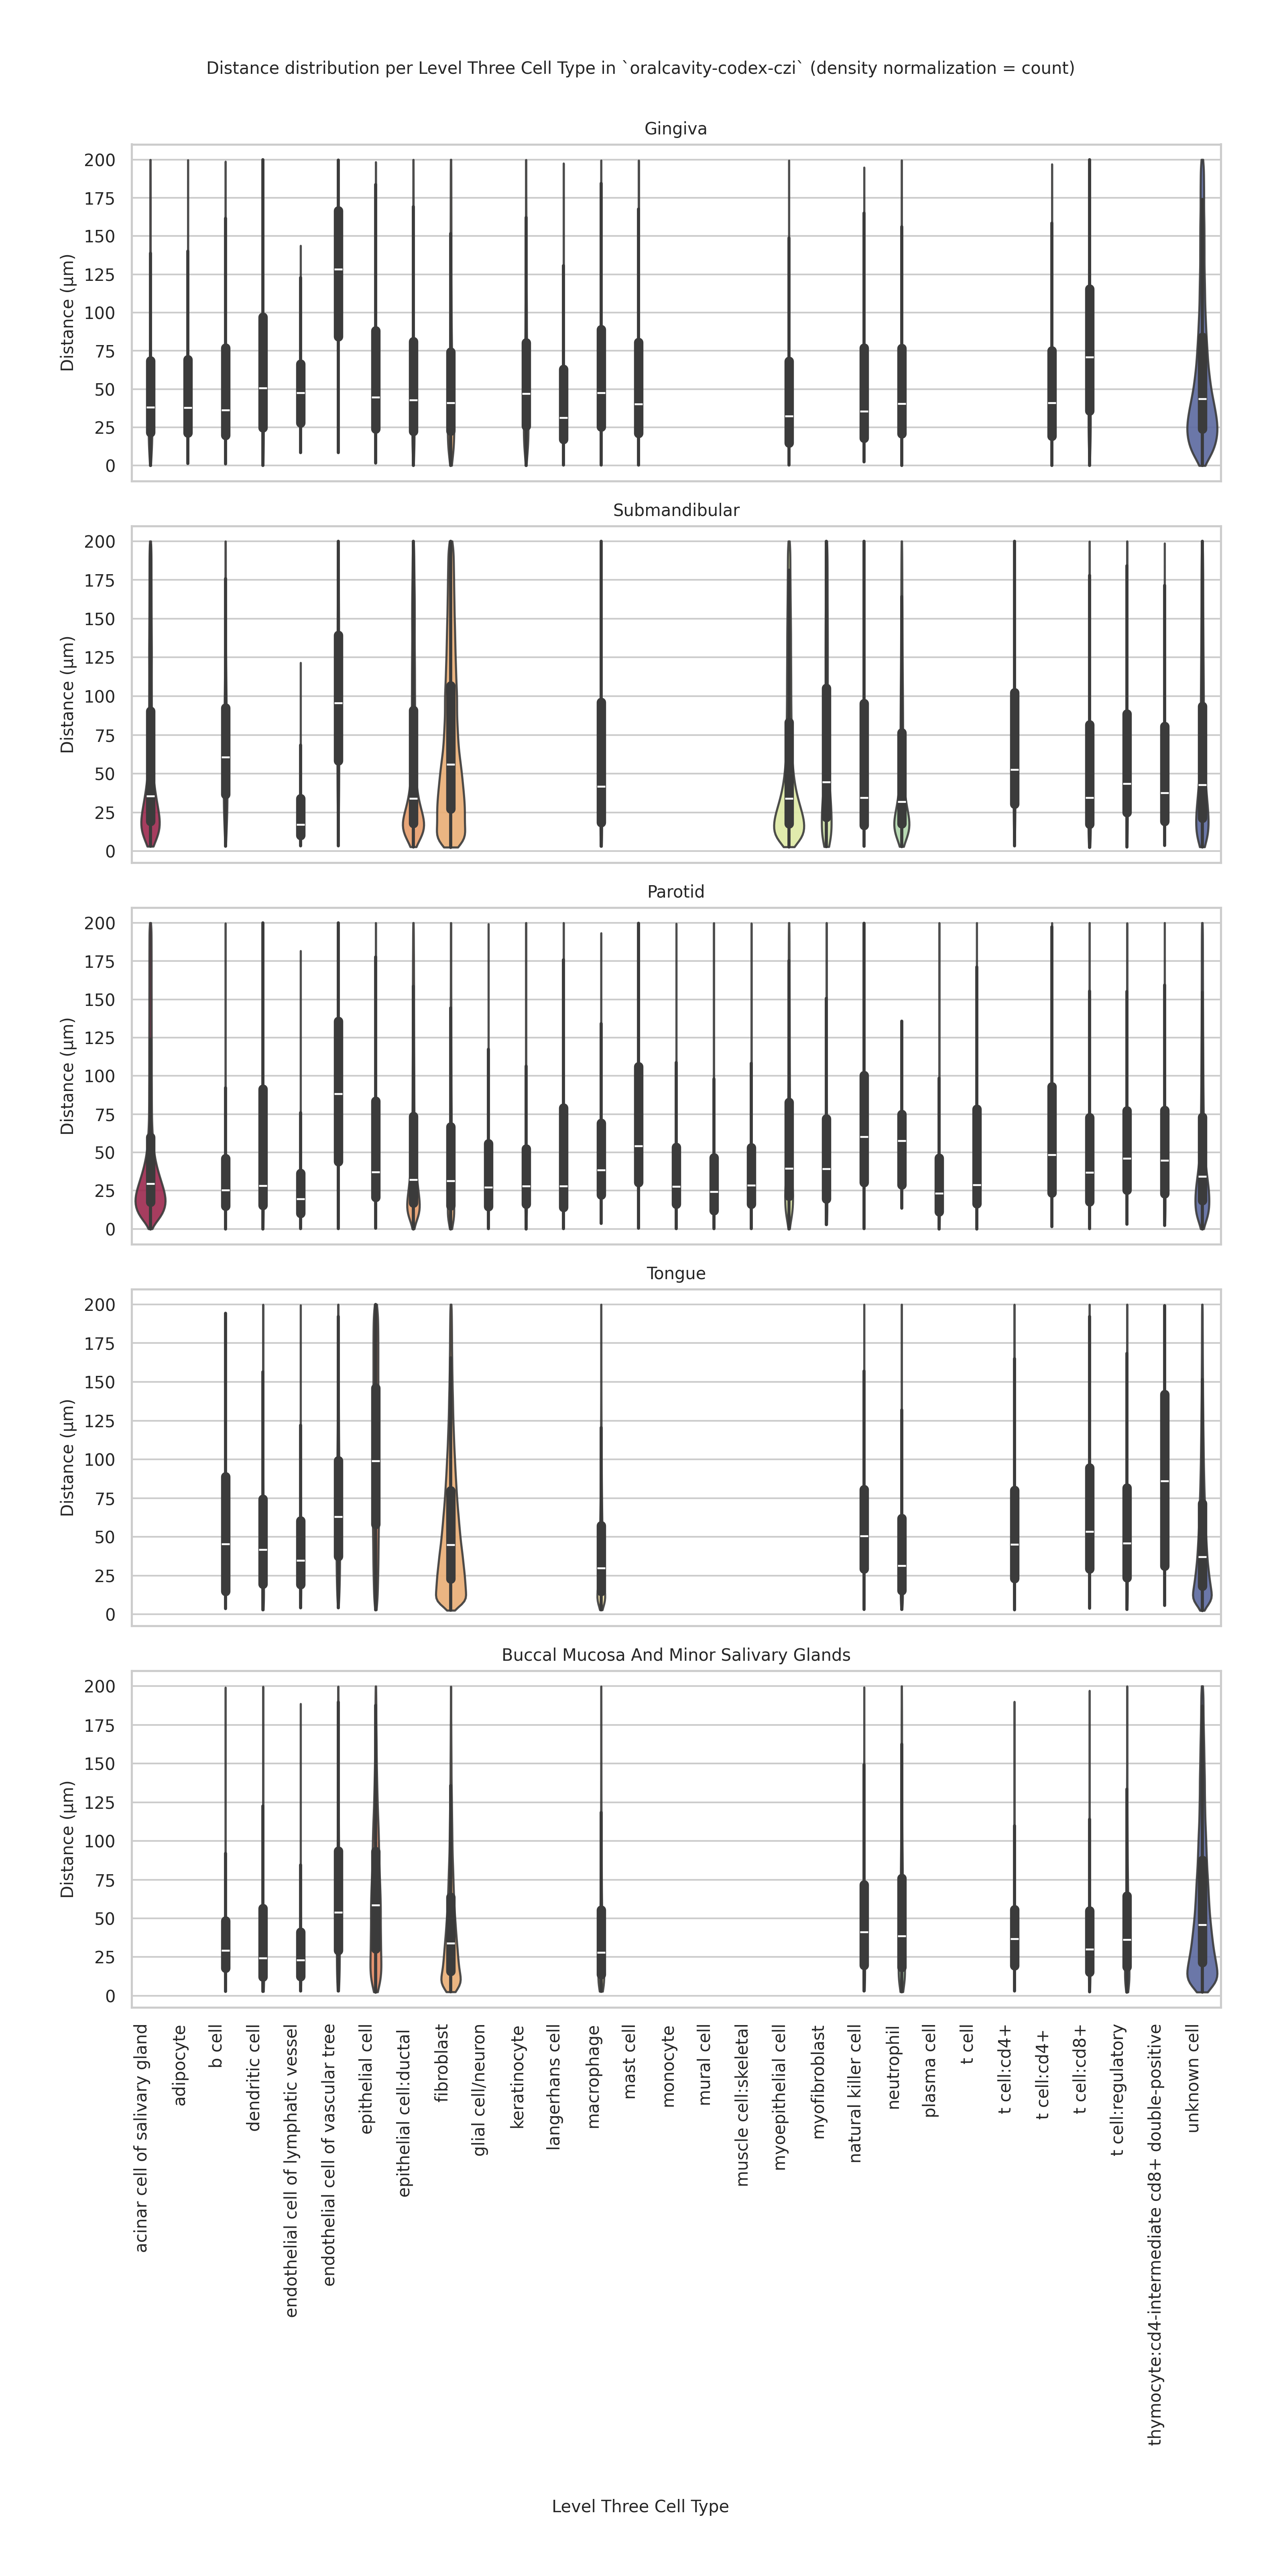 Distance distribution per Level Three Cell Type in `oralcavity-codex-czi` (density normalization = count)
Gingiva
200
175
150
125
100
75
50
25
0
Distance (µm)
Submandibular
200
175
150
125
100
75
50
25
0
Distance (µm)
Parotid
200
175
150
125
100
75
50
25
0
Distance (µm)
Tongue
200
175
150
125
100
75
50
25
0
Distance (µm)
Buccal Mucosa And Minor Salivary Glands
200
175
150
125
100
75
50
25
0
Distance (µm)
acinar cell of salivary gland
adipocyte
b cell
dendritic cell
endothelial cell of lymphatic vessel
endothelial cell of vascular tree
epithelial cell
epithelial cell:ductal
fibroblast
glial cell/neuron
keratinocyte
langerhans cell
macrophage
mast cell
monocyte
mural cell
muscle cell:skeletal
myoepithelial cell
myofibroblast
natural killer cell
neutrophil
plasma cell
t cell
t cell:cd4+
t cell:cd4+
t cell:cd8+
t cell:regulatory
thymocyte:cd4-intermediate cd8+ double-positive
unknown cell
Level Three Cell Type